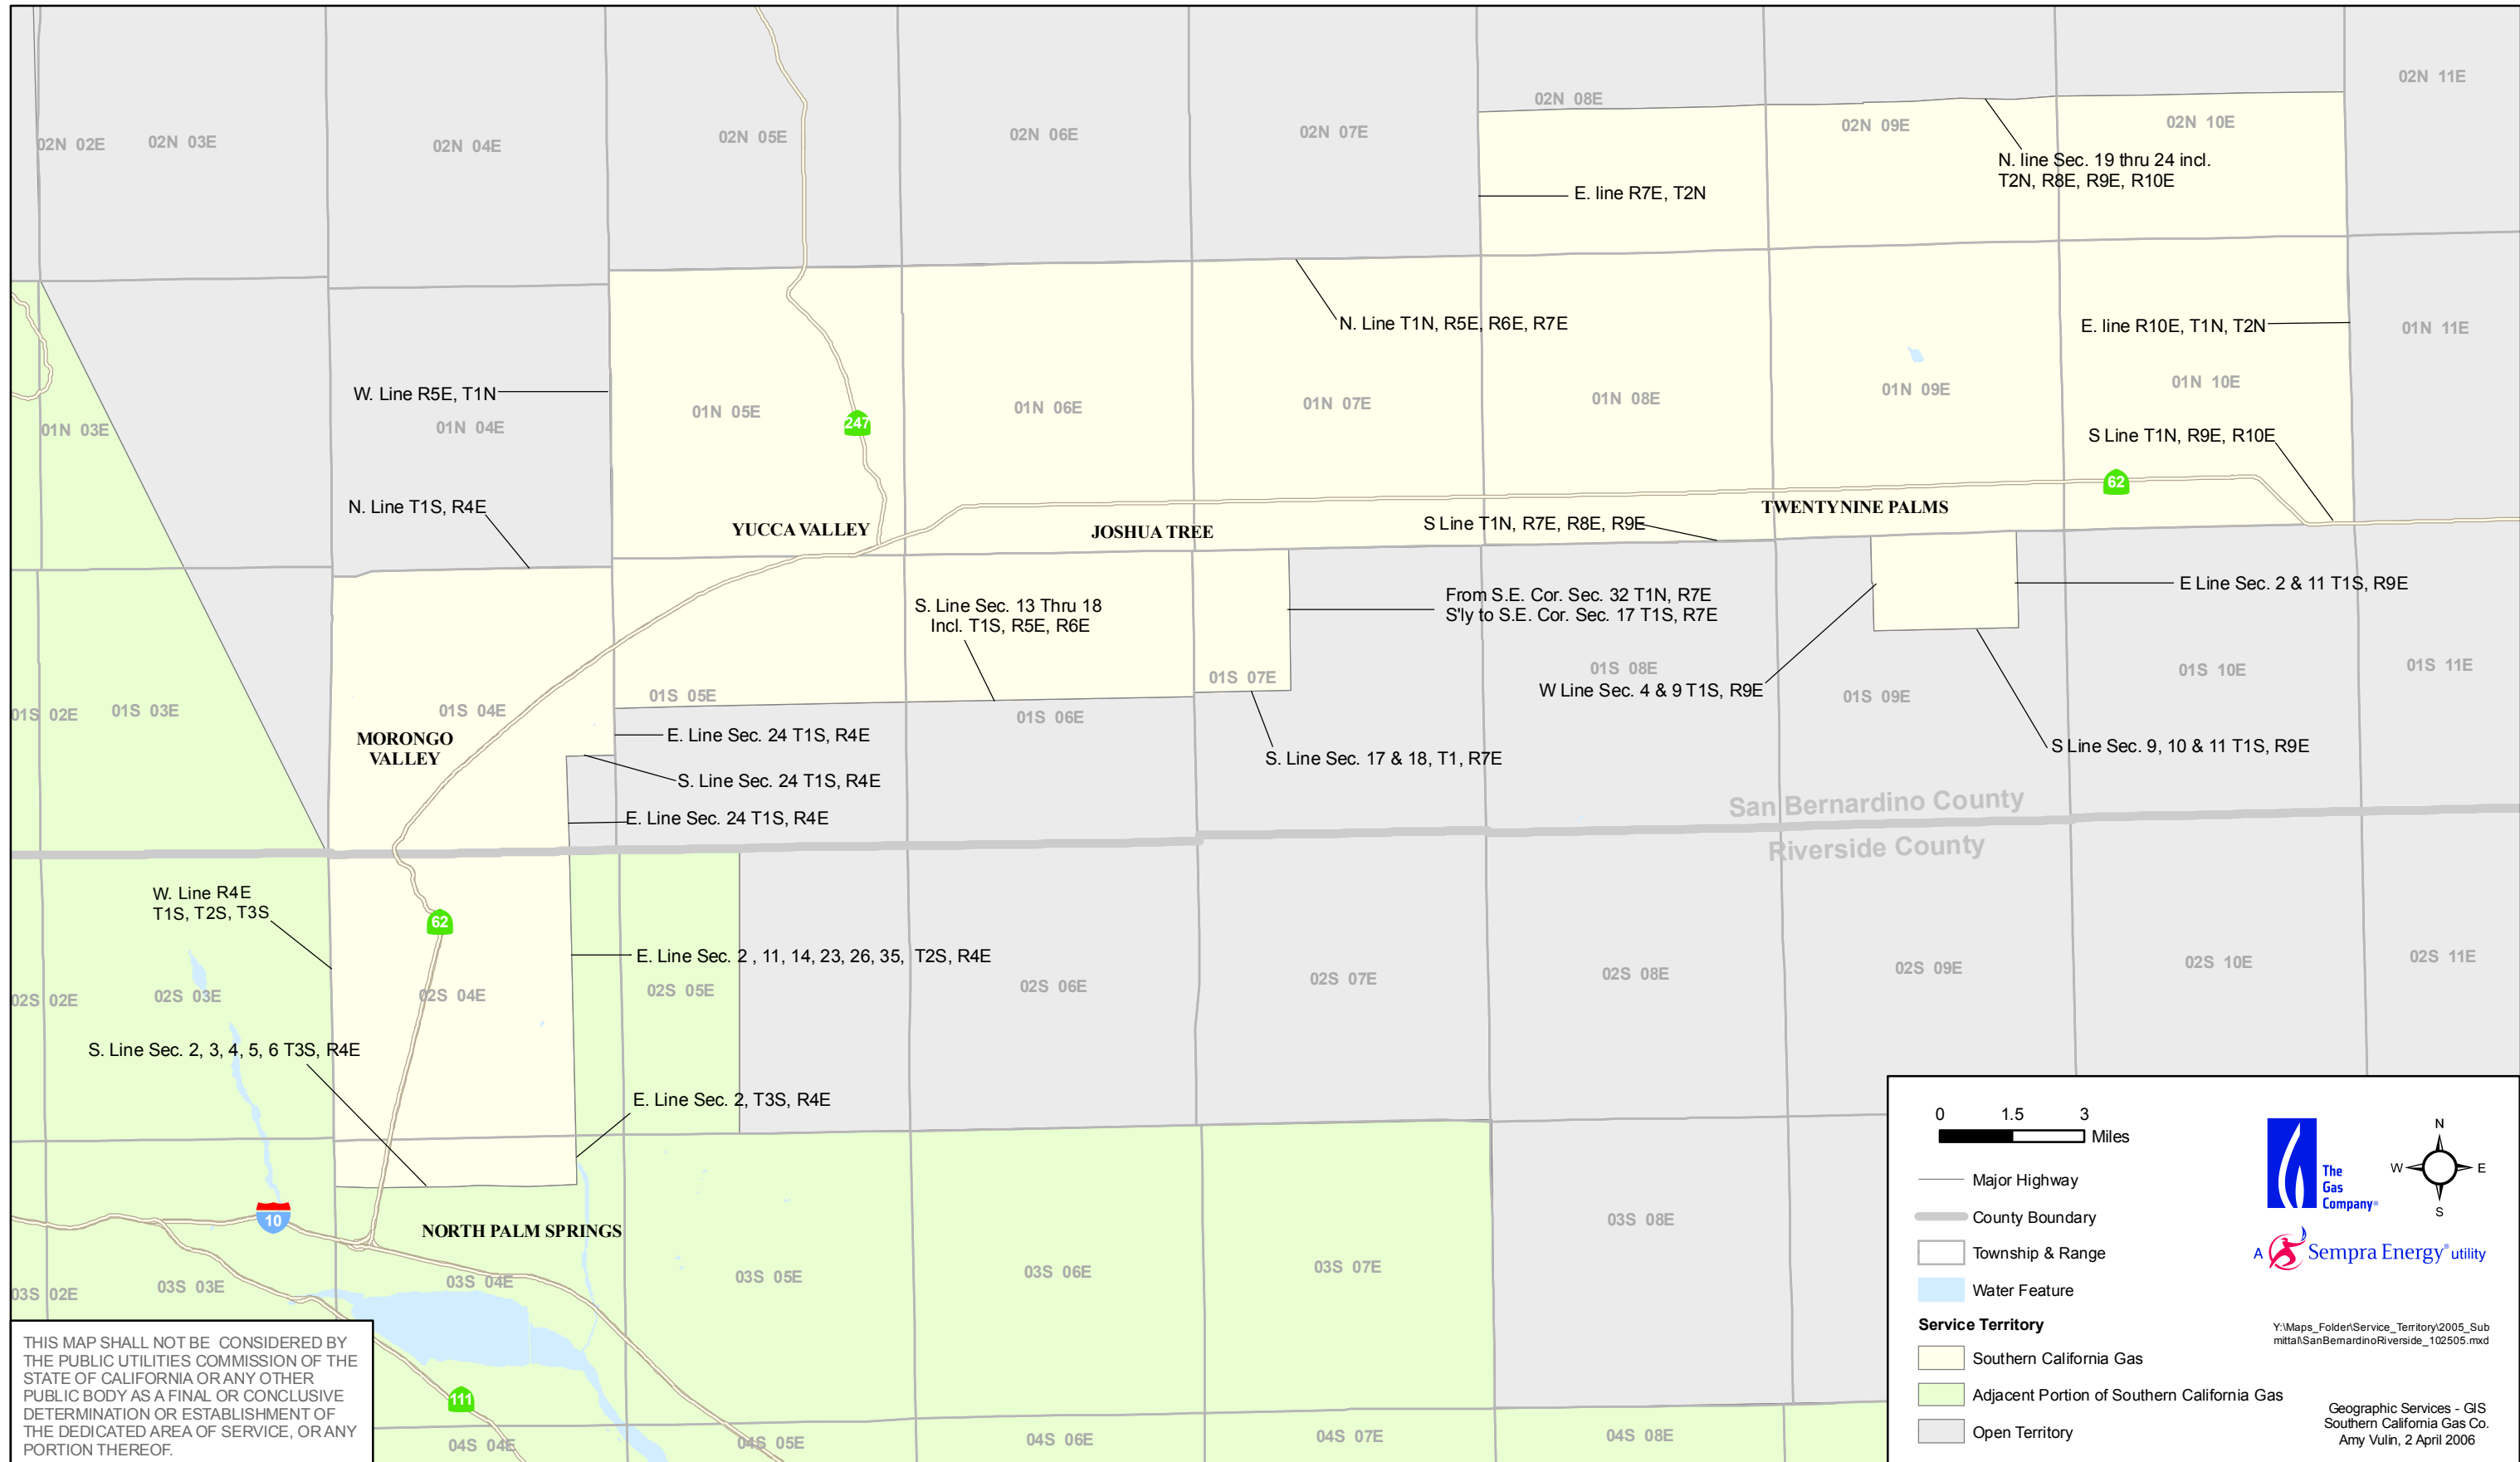 02N 11E
02N 08E
02N 02E
02N 03E
02N 04E
02N 05E
02N 06E
02N 07E
02N 09E
02N 10E
N. line Sec. 19 thru 24 incl.
T2N, R8E, R9E, R10E
E. line R7E, T2N
N. Line T1N, R5E, R6E, R7E
E. line R10E, T1N, T2N
01N 11E
W. Line R5E, T1N
01N 03E
01N 04E
01N 05E
247
01N 06E
01N 07E
01N 08E
01N 09E
01N 10E
S Line T1N, R9E, R10E
62
N. Line T1S, R4E
YUCCA VALLEY
JOSHUA TREE
S Line T1N, R7E, R8E, R9E
TWENTYNINE PALMS
S. Line Sec. 13 Thru 18
Incl. T1S, R5E, R6E
From S.E. Cor. Sec. 32 T1N, R7E
S'ly to S.E. Cor. Sec. 17 T1S, R7E
E Line Sec. 2 & 11 T1S, R9E
01S 02E
01S 03E
01S 04E
01S 05E
01S 06E
01S 07E
01S 08E
W Line Sec. 4 & 9 T1S, R9E
01S 09E
01S 10E
01S 11E
MORONGO
VALLEY
E. Line Sec. 24 T1S, R4E
S. Line Sec. 24 T1S, R4E
E. Line Sec. 24 T1S, R4E
S. Line Sec. 17 & 18, T1, R7E
S Line Sec. 9, 10 & 11 T1S, R9E
San Bernardino County
Riverside County
W. Line R4E
T1S, T2S, T3S
62
E. Line Sec. 2 , 11, 14, 23, 26, 35, T2S, R4E
02S 02E
02S 03E
02S 04E
02S 05E
02S 06E
02S 07E
02S 08E
02S 09E
02S 10E
02S 11E
S. Line Sec. 2, 3, 4, 5, 6 T3S, R4E
E. Line Sec. 2, T3S, R4E
10
NORTH PALM SPRINGS
03S 02E
03S 03E
03S 04E
03S 05E
03S 06E
03S 07E
03S 08E
111
04S 04E
04S 05E
04S 06E
04S 07E
04S 08E
THIS MAP SHALL NOT BE CONSIDERED BY
THE PUBLIC UTILITIES COMMISSION OF THE
STATE OF CALIFORNIA OR ANY OTHER
PUBLIC BODY AS A FINAL OR CONCLUSIVE
DETERMINATION OR ESTABLISHMENT OF
THE DEDICATED AREA OF SERVICE, OR ANY
PORTION THEREOF.
0 1.5 3
Miles
Major Highway
County Boundary
Township & Range
Water Feature
Service Territory
Southern California Gas
Adjacent Portion of Southern California Gas
Open Territory
The
Gas
Company®
N
W E
S
A Sempra Energy® utility
Y:\Maps_Folder\Service_Territory\2005_Sub
mittal\SanBernardinoRiverside_102505.mxd
Geographic Services - GIS
Southern California Gas Co.
Amy Vulin, 2 April 2006